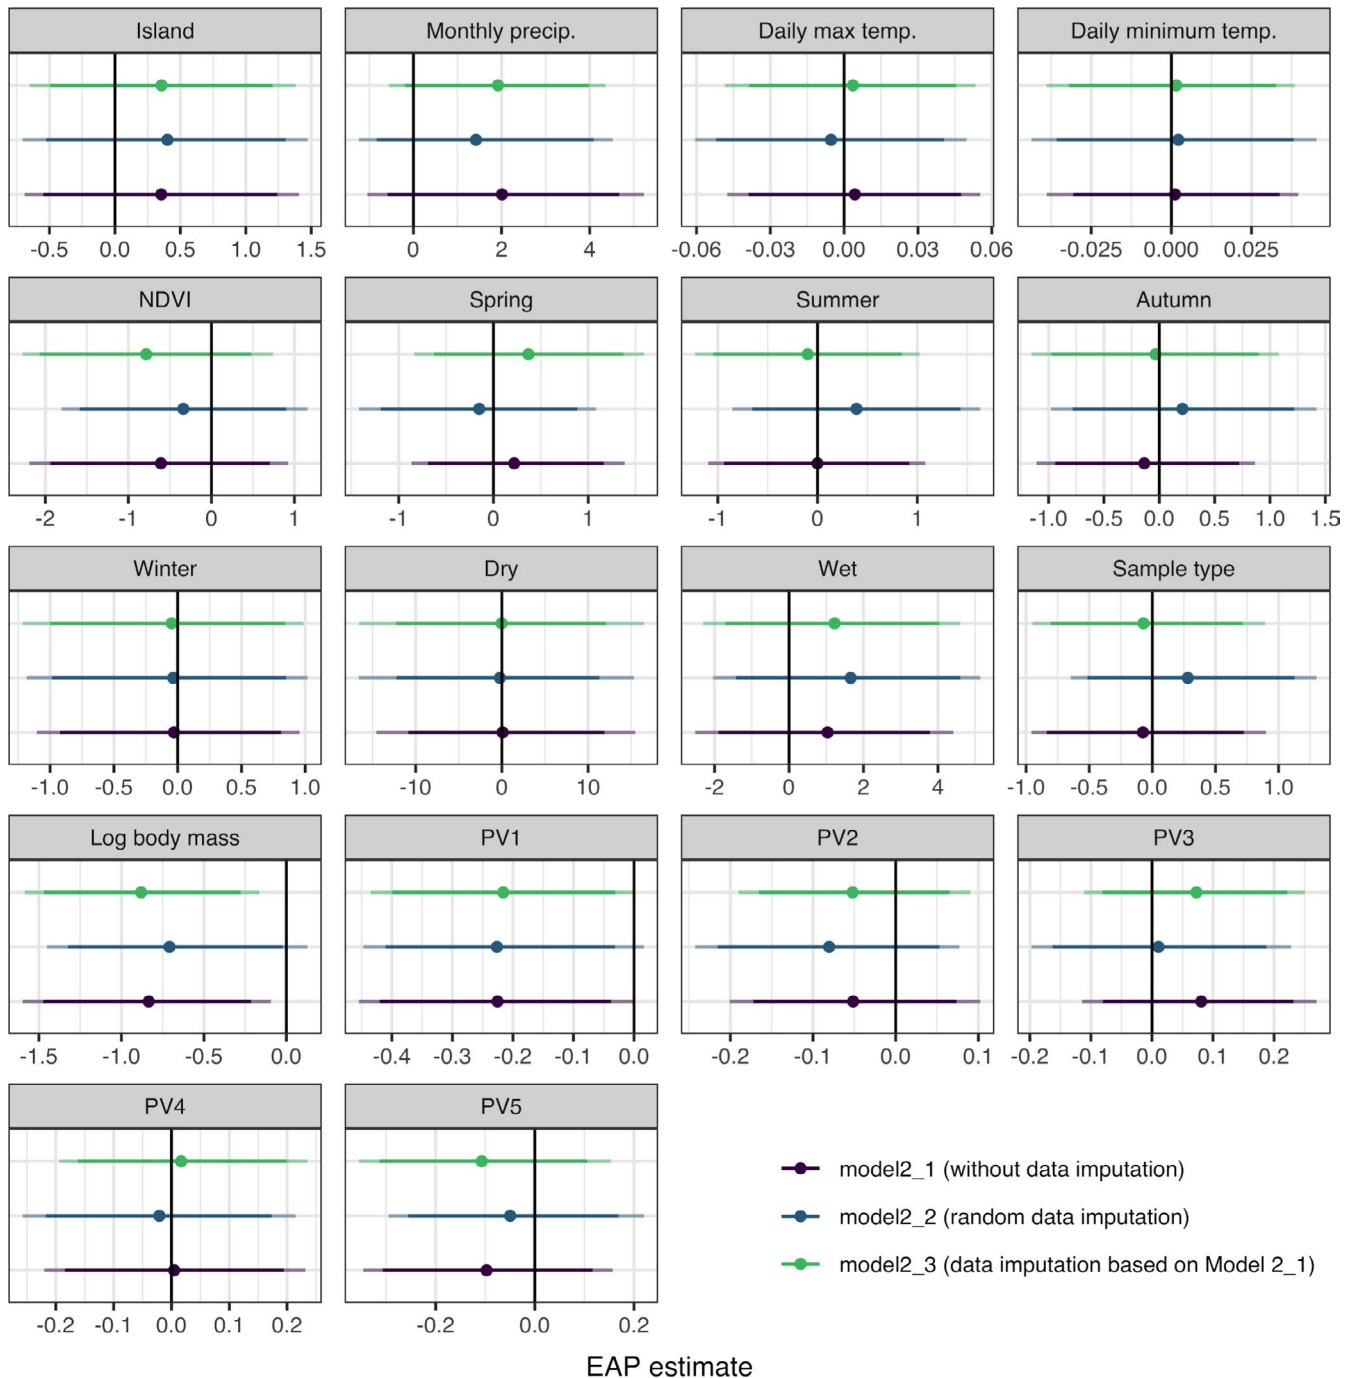 Island Monthly precip. Daily max temp. Daily minimum temp.
-0.5 0.0 0.5 1.0 1.5 0 2 4 -0.06 -0.03 0.00 0.03 0.06 -0.025 0.000 0.025
NDVI Spring Summer Autumn
-2 -1 0 1 -1 0 1 -1 0 1 -1.0 -0.5 0.0 0.5 1.0 1.5
Winter Dry Wet Sample type
-1.0 -0.5 0.0 0.5 1.0 -10 0 10 -2 0 2 4 -1.0 -0.5 0.0 0.5 1.0
Log body mass PV1 PV2 PV3
-1.5 -1.0 -0.5 0.0 -0.4 -0.3 -0.2 -0.1 0.0 -0.2 -0.1 0.0 0.1 -0.2 -0.1 0.0 0.1 0.2
PV4 PV5
model2_1 (without data imputation)
model2_2 (random data imputation)
model2_3 (data imputation based on Model 2_1)
-0.2 -0.1 0.0 0.1 0.2 -0.2 0.0 0.2
EAP estimate